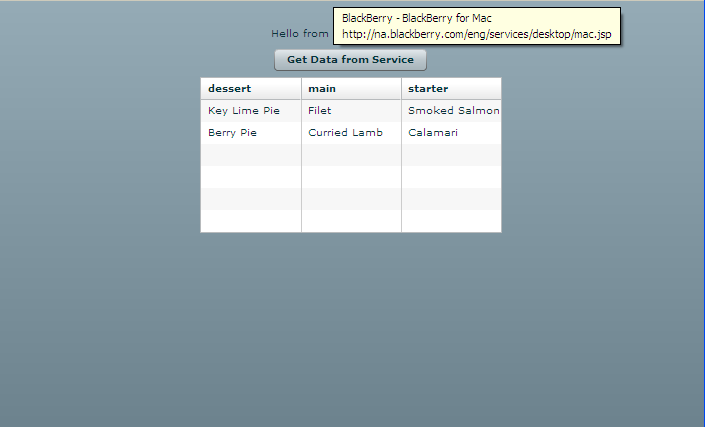 BlackBerry - BlackBerry for Mac
http://na.blackberry.com/eng/services/desktop/mac.jsp
Hello from
Get Data from Service
dessert main starter
Key Lime Pie Filet Smoked Salmon
Berry Pie Curried Lamb Calamari